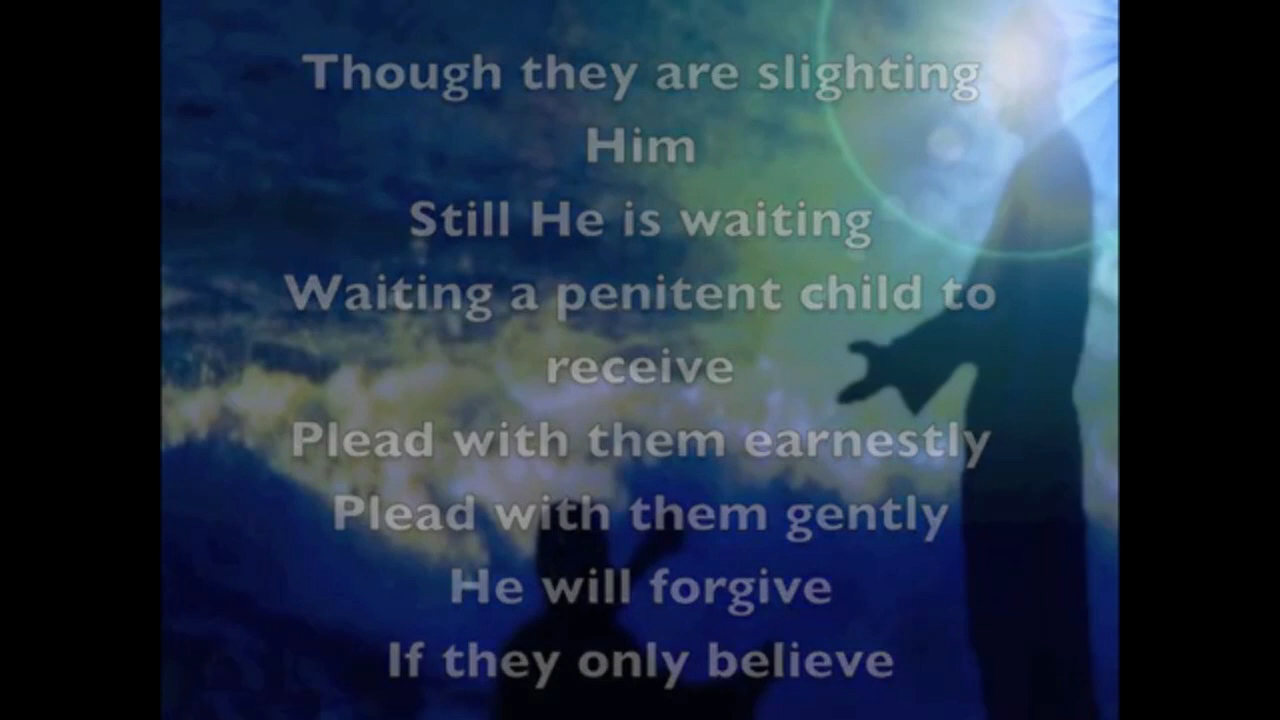 Though they are slighting
Him
Still He is waiting
Waiting a penitent child to
receive
Plead with them earnestly
Plead with them gently
He will forgive
If they only believe